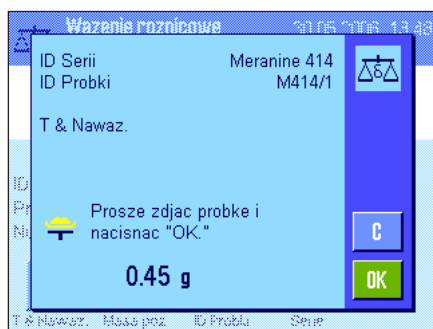 Wazenie roznicowe 30.05.2006 13:43
ID Serii Meranine 414
ID Probki M414/1
T & Nawaz.
Prosze zdjac probke i
nacisnac "OK."
C
0.45 g
OK
T & Nawaz. Masa poz. ID Probki Serie